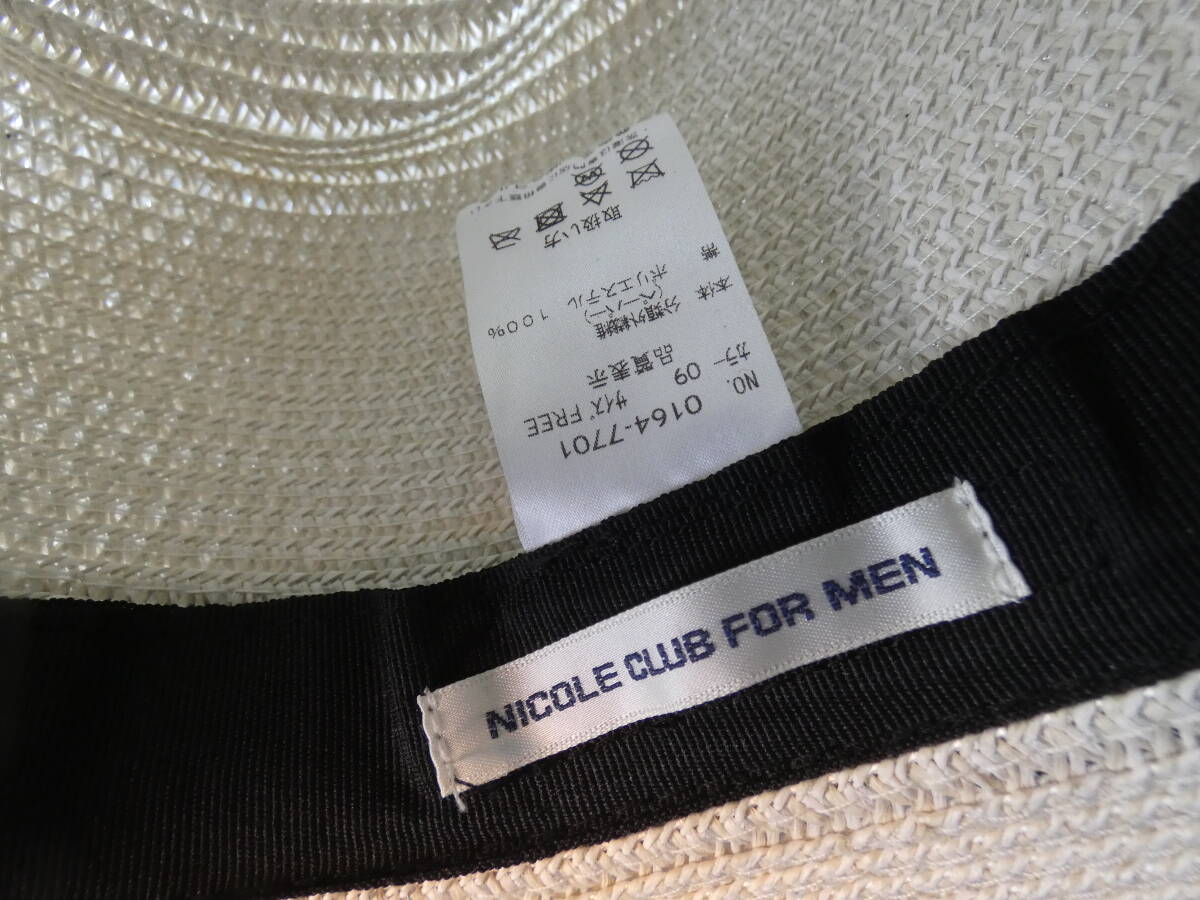 NO. 0164-7701
カラー 09 サイズ FREE
品質表示
本体 分類外繊維
(ペーパー)
帯 ポリエステル 100%
取扱い方
NICOLE CLUB FOR MEN